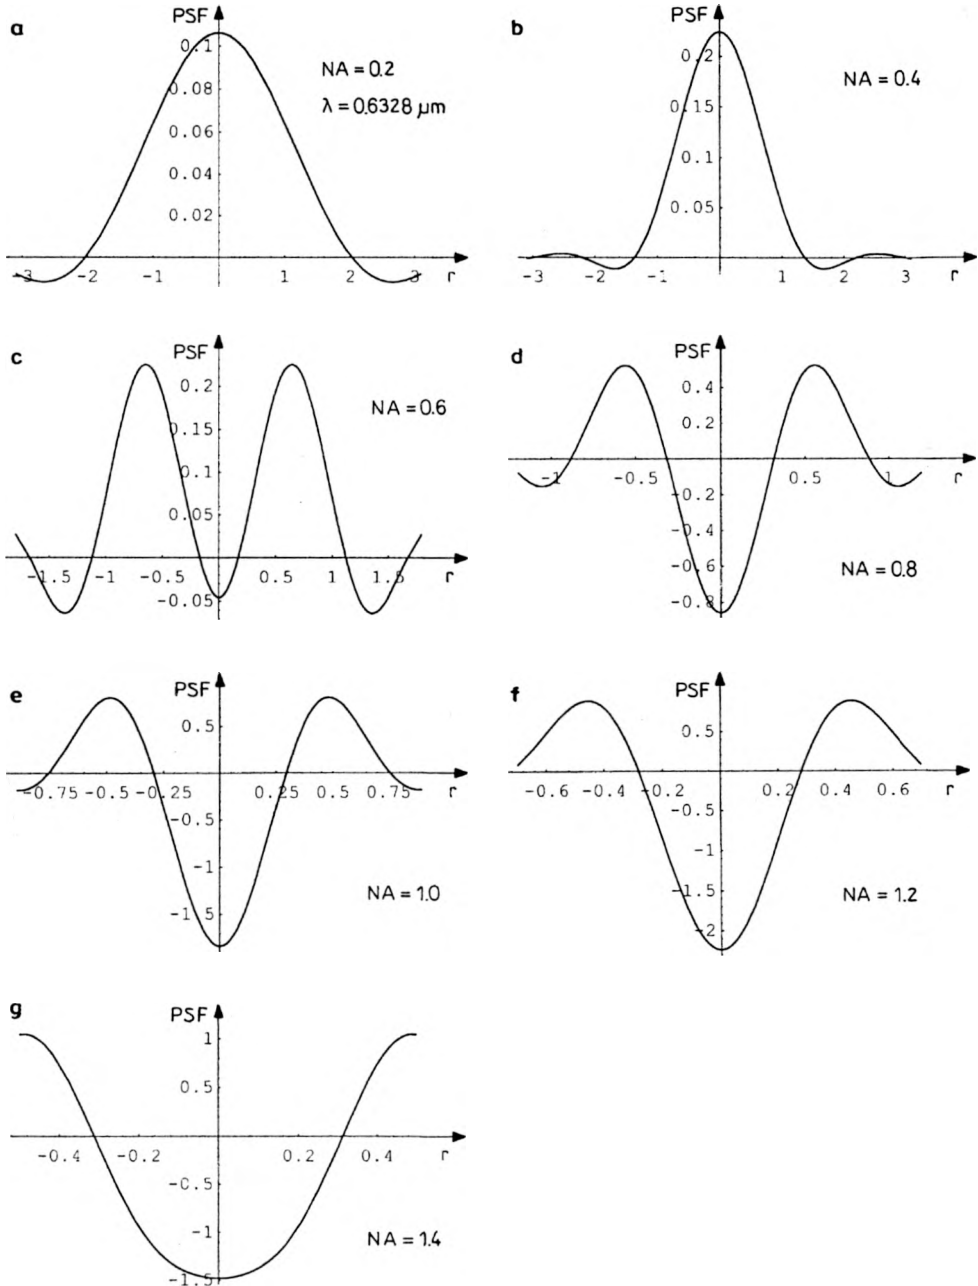 a
PSF
0.1
0.08
0.06
0.04
0.02
-3 -2 -1 1 2 3 r
NA = 0.2
λ = 0.6328 µm
b
PSF
0.2
0.15
0.1
0.05
-3 -2 -1 1 2 3 r
NA = 0.4
c
PSF
0.2
0.15
0.1
0.05
-1.5 -1 -0.5 0.5 1 1.5 r
-0.05
NA = 0.6
d
PSF
0.4
0.2
-1 -0.5 0.5 1 r
-0.2
-0.4
-0.6
-0.8
NA = 0.8
e
PSF
0.5
-0.75 -0.5 -0.25 0.25 0.5 0.75 r
-0.5
-1
-1.5
NA = 1.0
f
PSF
0.5
-0.6 -0.4 -0.2 0.2 0.4 0.6 r
-0.5
-1
-1.5
-2
NA = 1.2
g
PSF
1
0.5
-0.4 -0.2 0.2 0.4 r
-0.5
-1
-1.5
NA = 1.4